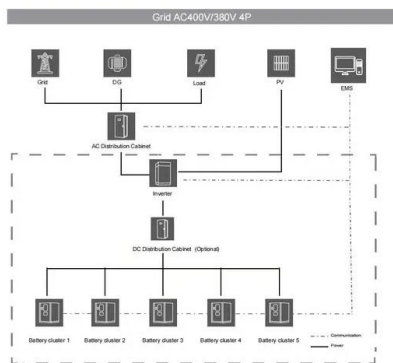 Grid AC400V/380V 4P
Grid
DG
Load
PV
EMS
AC Distribution Cabinet
Inverter
DC Distribution Cabinet (Optional)
Battery cluster 1
Battery cluster 2
Battery cluster 3
Battery cluster 4
Battery cluster 5
Communication
Power